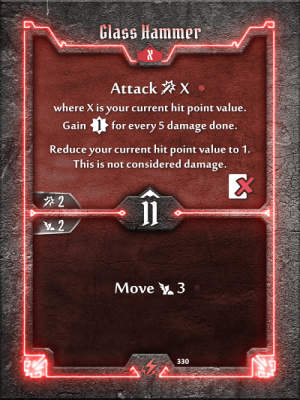 Glass Hammer
X
Attack X
where X is your current hit point value.
Gain 1 for every 5 damage done.
Reduce your current hit point value to 1.
This is not considered damage.
2
11
2
Move 3
330